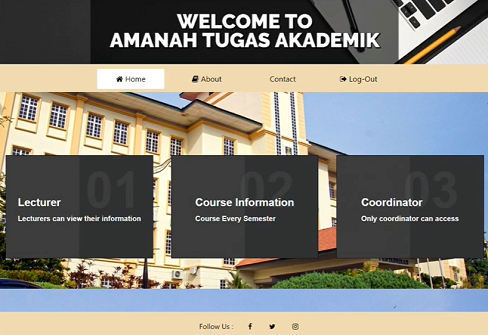 WELCOME TO
AMANAH TUGAS AKADEMIK
Home About Contact Log-Out
01 02 03
Lecturer Course Information Coordinator
Lecturers can view their information Course Every Semester Only coordinator can access
Follow Us :